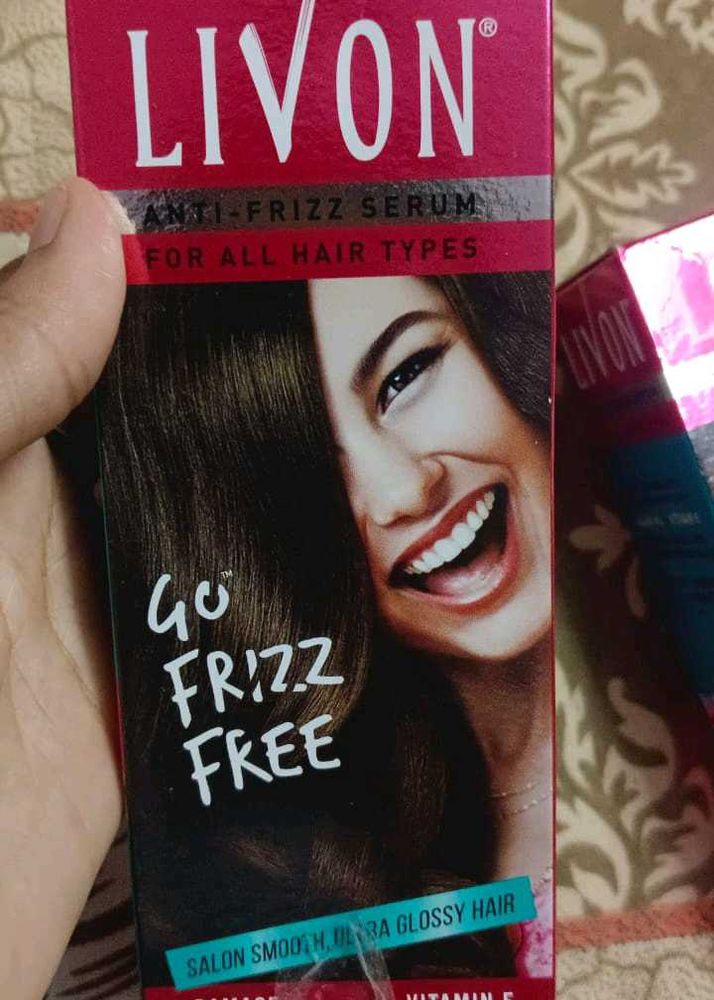 LIVON®
ANTI-FRIZZ SERUM
FOR ALL HAIR TYPES
GO™
FRIZZ
FREE
SALON SMOOTH, ULTRA GLOSSY HAIR
VITAMIN E
LIVON